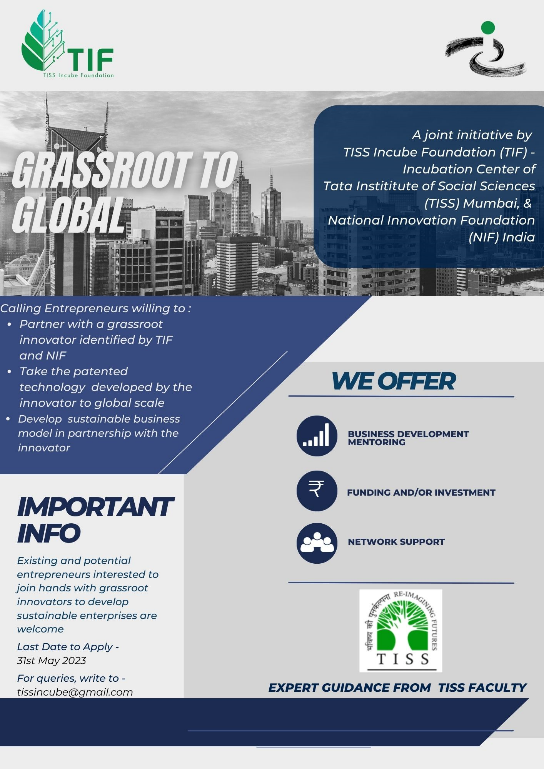 TIF
TISS Incube Foundation
GRASSROOT TO
GLOBAL
A joint initiative by
TISS Incube Foundation (TIF) -
Incubation Center of
Tata Instititute of Social Sciences
(TISS) Mumbai, &
National Innovation Foundation
(NIF) India
Calling Entrepreneurs willing to :
• Partner with a grassroot
innovator identified by TIF
and NIF
• Take the patented
technology developed by the
innovator to global scale
• Develop sustainable business
model in partnership with the
innovator
IMPORTANT
INFO
Existing and potential
entrepreneurs interested to
join hands with grassroot
innovators to develop
sustainable enterprises are
welcome
Last Date to Apply -
31st May 2023
For queries, write to -
tissincube@gmail.com
WE OFFER
BUSINESS DEVELOPMENT
MENTORING
₹
FUNDING AND/OR INVESTMENT
NETWORK SUPPORT
भविष्य की पुनर्कल्पना RE-IMAGINING FUTURES
TISS
EXPERT GUIDANCE FROM TISS FACULTY